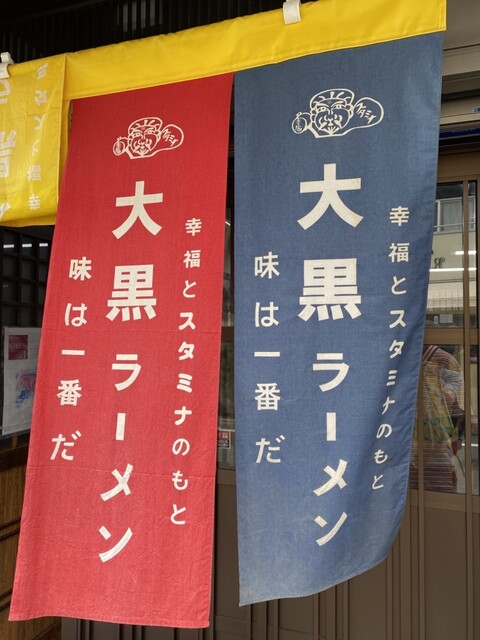 幸福とスタミナのもと
大黒ラーメン
味は一番だ
幸福とスタミナのもと
大黒ラーメン
味は一番だ